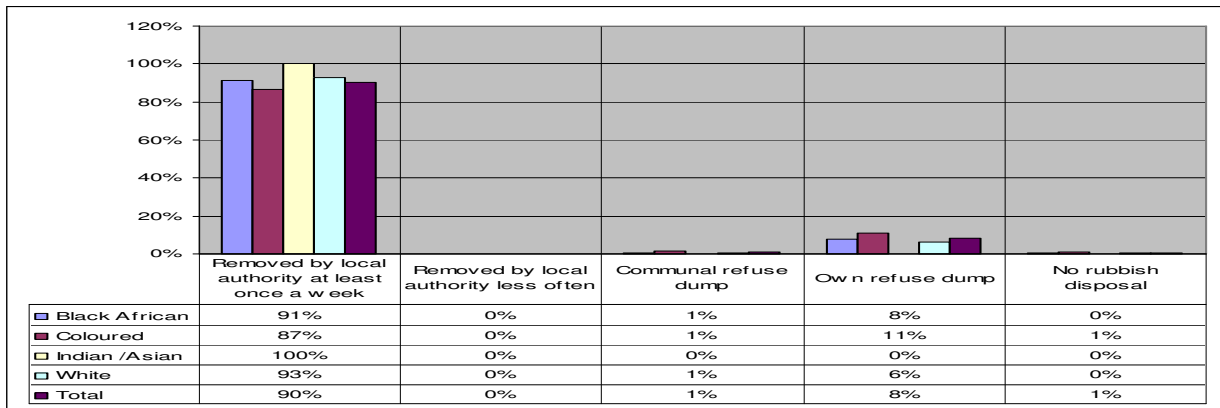 120%
100%
80%
60%
40%
20%
0%
Removed by local authority at least once a week
Removed by local authority less often
Communal refuse dump
Own refuse dump
No rubbish disposal
Black African 91% 0% 1% 8% 0%
Coloured 87% 0% 1% 11% 1%
Indian /Asian 100% 0% 0% 0% 0%
White 93% 0% 1% 6% 0%
Total 90% 0% 1% 8% 1%